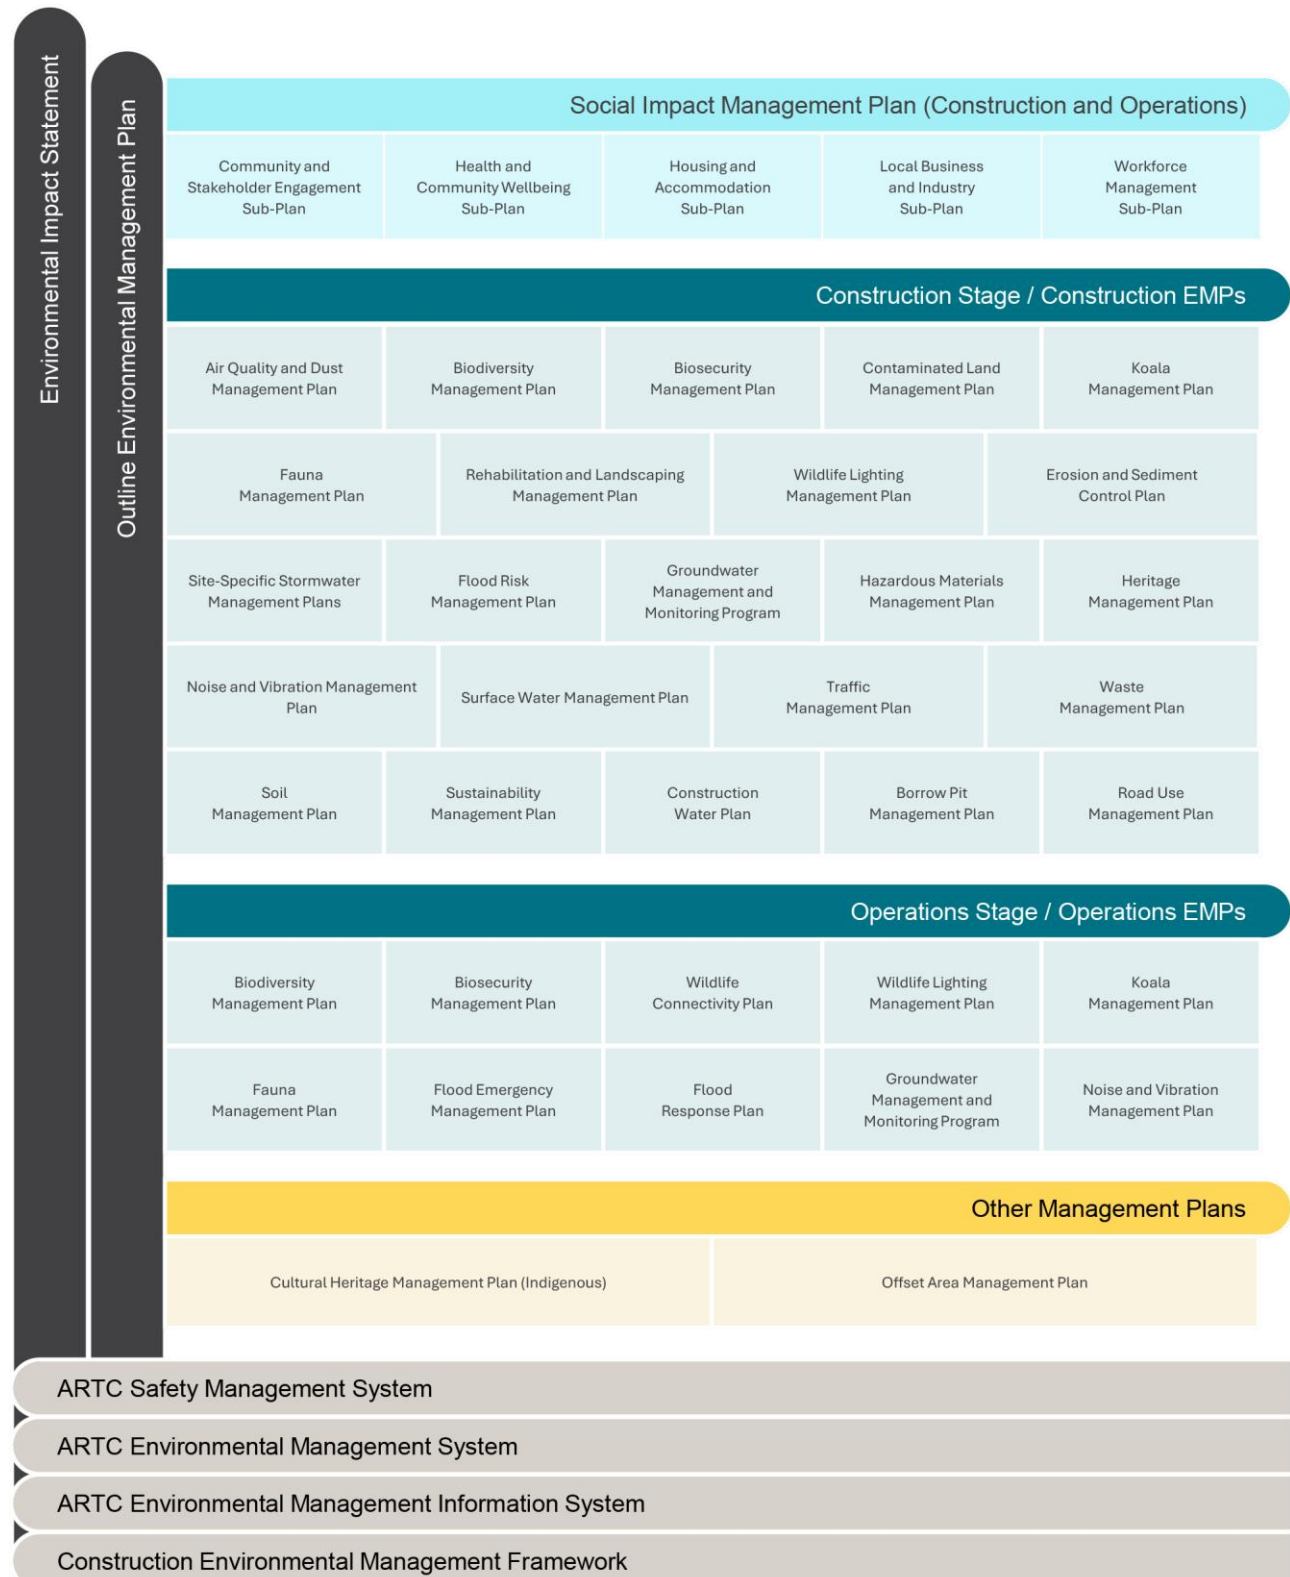 Environmental Impact Statement
Outline Environmental Management Plan
Social Impact Management Plan (Construction and Operations)
Community and
Stakeholder Engagement
Sub-Plan
Health and
Community Wellbeing
Sub-Plan
Housing and
Accommodation
Sub-Plan
Local Business
and Industry
Sub-Plan
Workforce
Management
Sub-Plan
Construction Stage / Construction EMPs
Air Quality and Dust
Management Plan
Biodiversity
Management Plan
Biosecurity
Management Plan
Contaminated Land
Management Plan
Koala
Management Plan
Fauna
Management Plan
Rehabilitation and Landscaping
Management Plan
Wildlife Lighting
Management Plan
Erosion and Sediment
Control Plan
Site-Specific Stormwater
Management Plans
Flood Risk
Management Plan
Groundwater
Management and
Monitoring Program
Hazardous Materials
Management Plan
Heritage
Management Plan
Noise and Vibration Management
Plan
Surface Water Management Plan
Traffic
Management Plan
Waste
Management Plan
Soil
Management Plan
Sustainability
Management Plan
Construction
Water Plan
Borrow Pit
Management Plan
Road Use
Management Plan
Operations Stage / Operations EMPs
Biodiversity
Management Plan
Biosecurity
Management Plan
Wildlife
Connectivity Plan
Wildlife Lighting
Management Plan
Koala
Management Plan
Fauna
Management Plan
Flood Emergency
Management Plan
Flood
Response Plan
Groundwater
Management and
Monitoring Program
Noise and Vibration
Management Plan
Other Management Plans
Cultural Heritage Management Plan (Indigenous)
Offset Area Management Plan
ARTC Safety Management System
ARTC Environmental Management System
ARTC Environmental Management Information System
Construction Environmental Management Framework